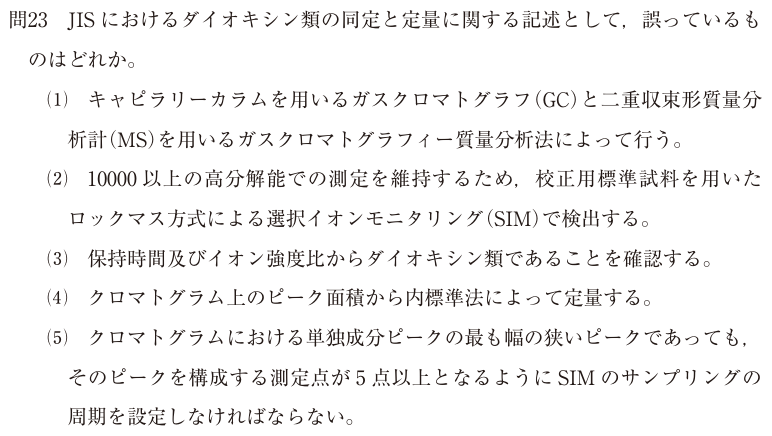 問23　JIS におけるダイオキシン類の同定と定量に関する記述として，誤っているも
のはどれか。
⑴　キャピラリーカラムを用いるガスクロマトグラフ(GC)と二重収束形質量分
析計(MS)を用いるガスクロマトグラフィー質量分析法によって行う。
⑵　10000 以上の高分解能での測定を維持するため，校正用標準試料を用いた
ロックマス方式による選択イオンモニタリング(SIM)で検出する。
⑶　保持時間及びイオン強度比からダイオキシン類であることを確認する。
⑷　クロマトグラム上のピーク面積から内標準法によって定量する。
⑸　クロマトグラムにおける単独成分ピークの最も幅の狭いピークであっても，
そのピークを構成する測定点が 5 点以上となるように SIM のサンプリングの
周期を設定しなければならない。